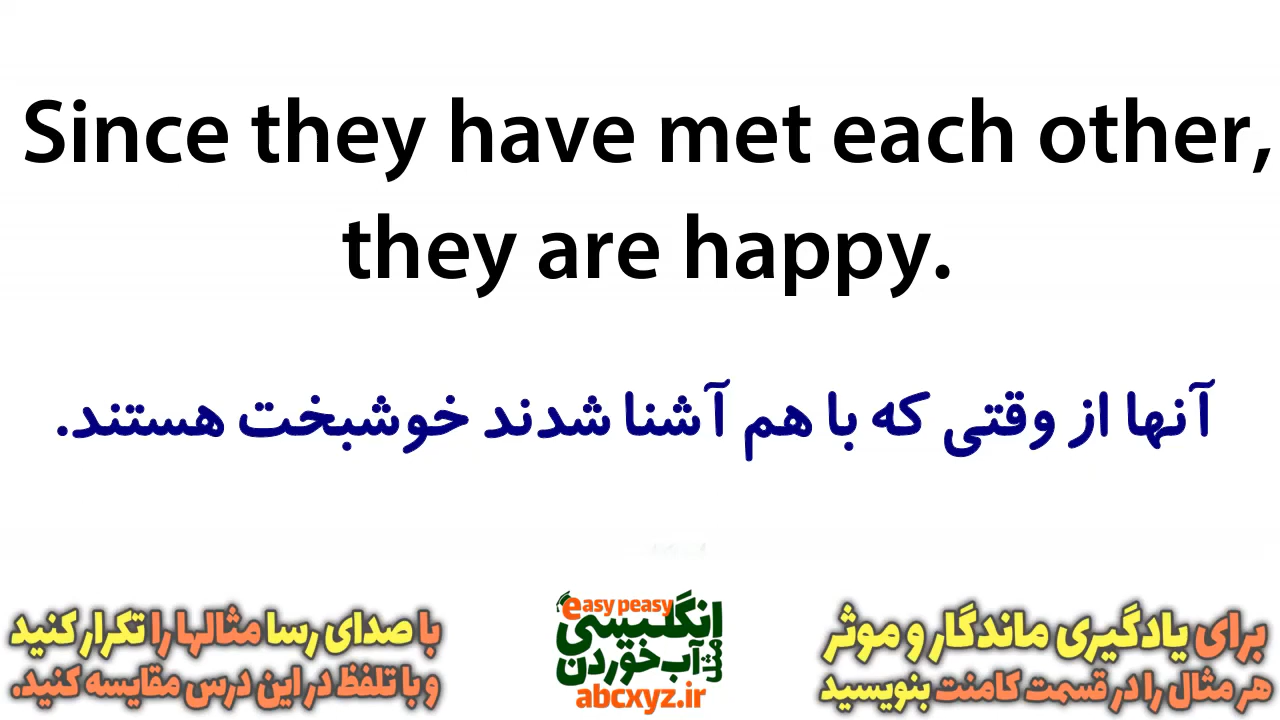 Since they have met each other,
they are happy.
آنها از وقتی که با هم آشنا شدند خوشبخت هستند.
برای یادگیری ماندگار و موثر
هر مثال را در قسمت کامنت بنویسید
easy peasy
انگلیسی
مثل آب خوردن
abcxyz.ir
با صدای رسا مثالها را تکرار کنید
و با تلفظ در این درس مقایسه کنید.